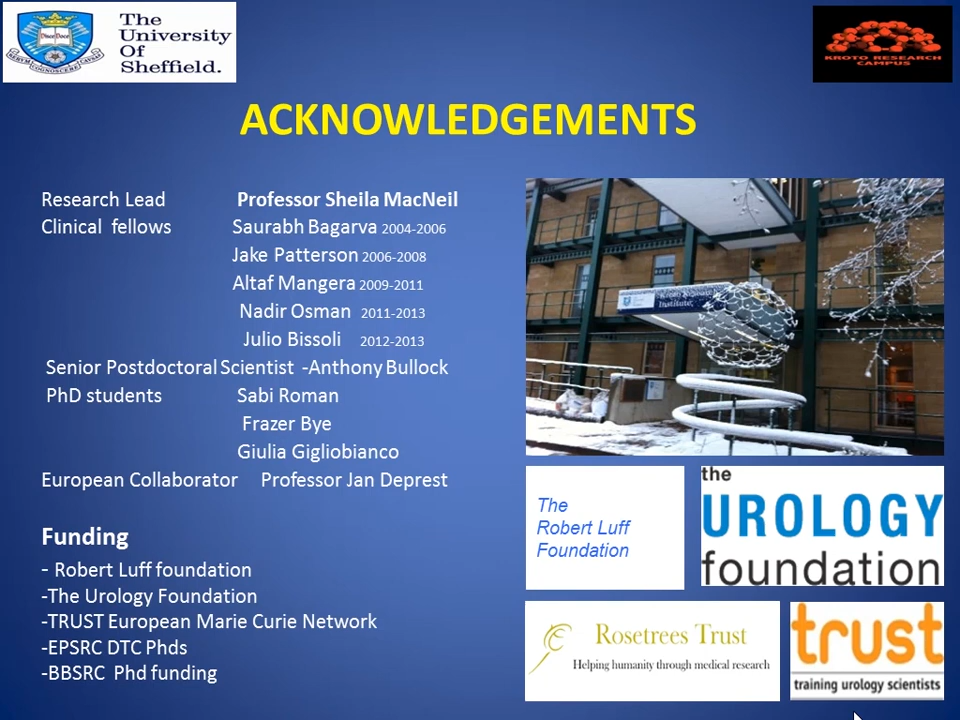 The
University
Of
Sheffield.
KROTO RESEARCH
CAMPUS
ACKNOWLEDGEMENTS
Research Lead Professor Sheila MacNeil
Clinical fellows Saurabh Bagarva 2004-2006
Jake Patterson 2006-2008
Altaf Mangera 2009-2011
Nadir Osman 2011-2013
Julio Bissoli 2012-2013
Senior Postdoctoral Scientist -Anthony Bullock
PhD students Sabi Roman
Frazer Bye
Giulia Gigliobianco
European Collaborator Professor Jan Deprest
Funding
- Robert Luff foundation
-The Urology Foundation
-TRUST European Marie Curie Network
-EPSRC DTC Phds
-BBSRC Phd funding
Kroto Research
Institute
The
Robert Luff
Foundation
the
UROLOGY
foundation
Rosetrees Trust
Helping humanity through medical research
trust
training urology scientists